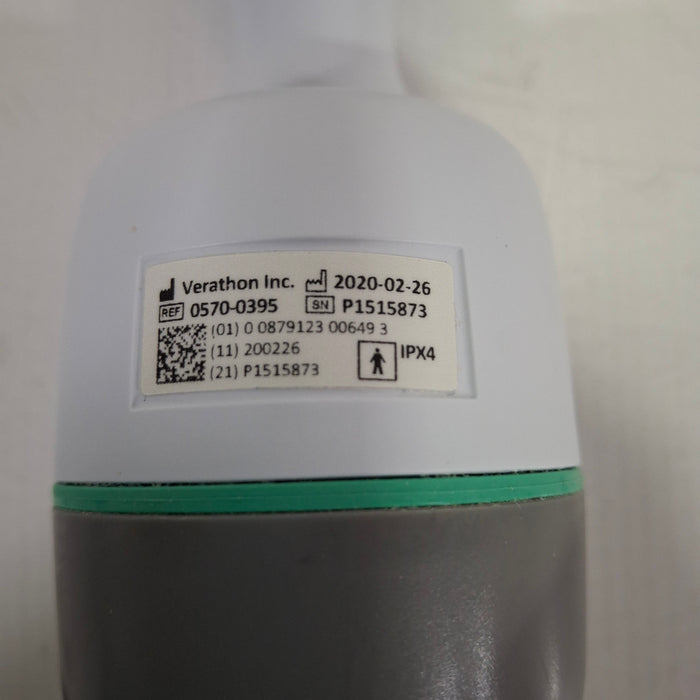 Verathon Inc. 2020-02-26
REF 0570-0395 SN P1515873
(01) 0 0879123 00649 3
(11) 200226
IPX4
(21) P1515873